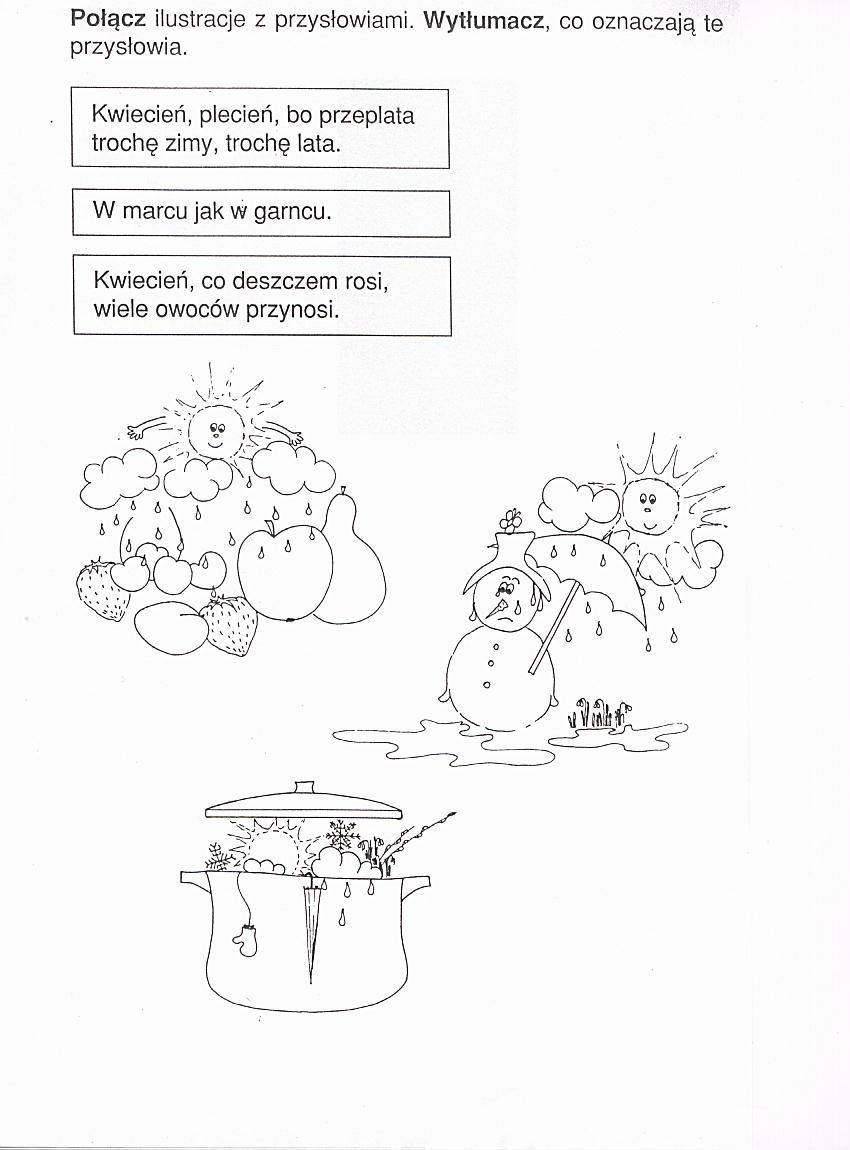 Połącz ilustracje z przysłowiami. Wytłumacz, co oznaczają te
przysłowia.
Kwiecień, plecień, bo przeplata
trochę zimy, trochę lata.
W marcu jak w garncu.
Kwiecień, co deszczem rosi,
wiele owoców przynosi.